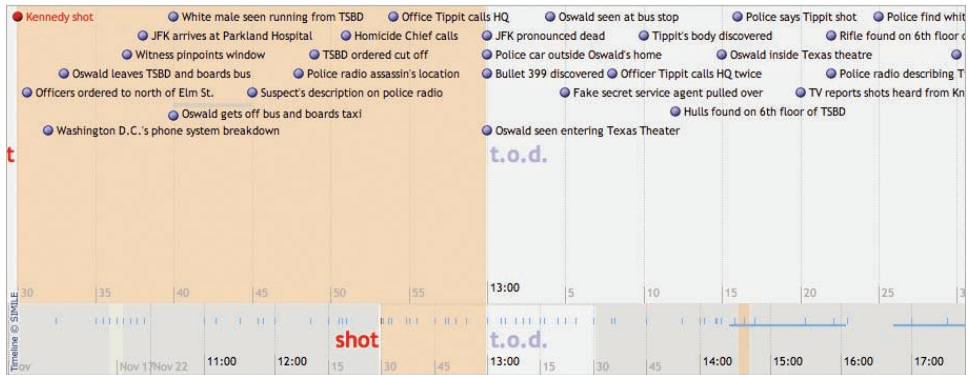 Kennedy shot
White male seen running from TSBD
Office Tippit calls HQ
Oswald seen at bus stop
Police says Tippit shot
Police find whit
JFK arrives at Parkland Hospital
Homicide Chief calls
JFK pronounced dead
Tippit's body discovered
Rifle found on 6th floor o
Witness pinpoints window
TSBD ordered cut off
Police car outside Oswald's home
Oswald inside Texas theatre
Oswald leaves TSBD and boards bus
Police radio assassin's location
Bullet 399 discovered
Officer Tippit calls HQ twice
Police radio describing T
Officers ordered to north of Elm St.
Suspect's description on police radio
Fake secret service agent pulled over
TV reports shots heard from Kn
Oswald gets off bus and boards taxi
Hulls found on 6th floor of TSBD
Washington D.C.'s phone system breakdown
Oswald seen entering Texas Theater
t
t.o.d.
30 35 40 45 50 55 13:00 5 10 15 20 25 3
Timeline © SIMILE
shot
t.o.d.
ov Nov 17 Nov 22 11:00 12:00 15 30 45 13:00 15 30 45 14:00 15:00 16:00 17:00